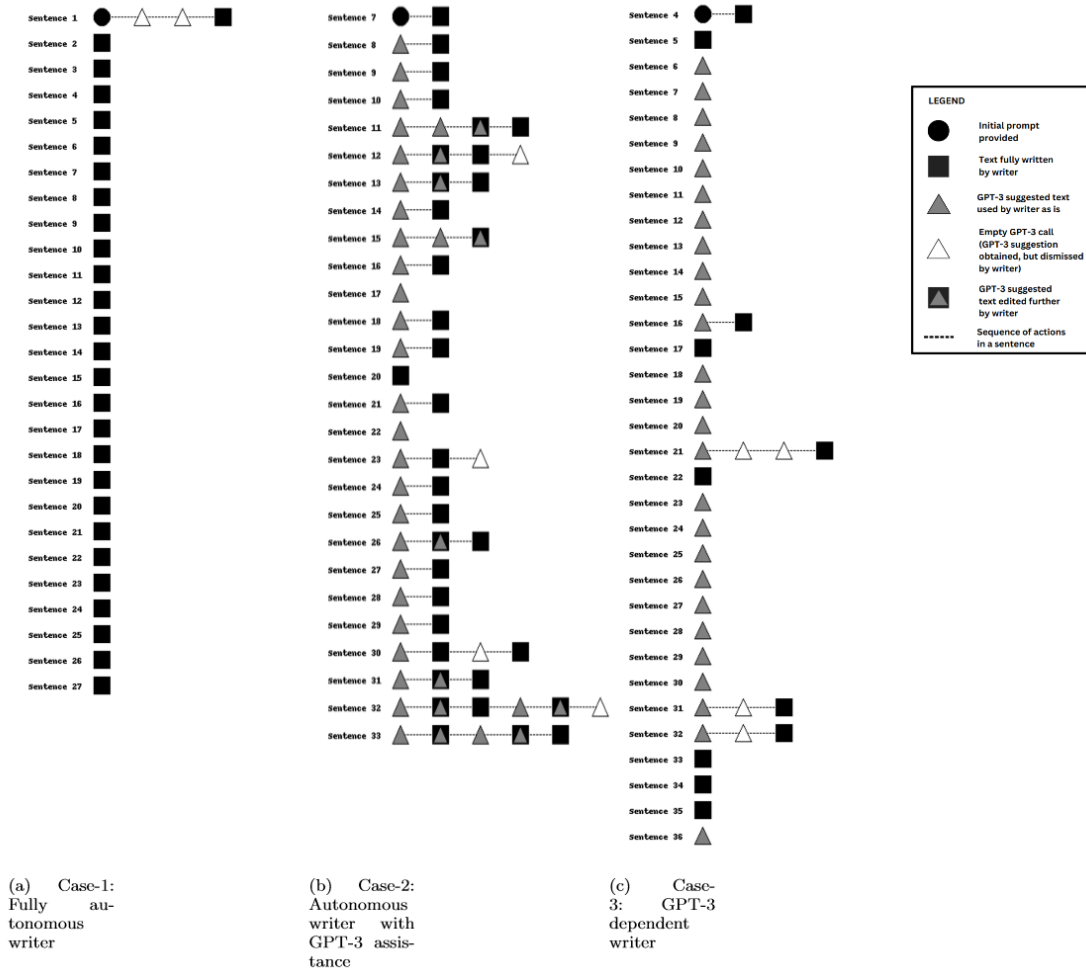 Sentence 1
Sentence 2
Sentence 3
Sentence 4
Sentence 5
Sentence 6
Sentence 7
Sentence 8
Sentence 9
Sentence 10
Sentence 11
Sentence 12
Sentence 13
Sentence 14
Sentence 15
Sentence 16
Sentence 17
Sentence 18
Sentence 19
Sentence 20
Sentence 21
Sentence 22
Sentence 23
Sentence 24
Sentence 25
Sentence 26
Sentence 27
(a) Case-1:
Fully au-
tonomous
writer
Sentence 7
Sentence 8
Sentence 9
Sentence 10
Sentence 11
Sentence 12
Sentence 13
Sentence 14
Sentence 15
Sentence 16
Sentence 17
Sentence 18
Sentence 19
Sentence 20
Sentence 21
Sentence 22
Sentence 23
Sentence 24
Sentence 25
Sentence 26
Sentence 27
Sentence 28
Sentence 29
Sentence 30
Sentence 31
Sentence 32
Sentence 33
(b) Case-2:
Autonomous
writer with
GPT-3 assis-
tance
Sentence 4
Sentence 5
Sentence 6
Sentence 7
Sentence 8
Sentence 9
Sentence 10
Sentence 11
Sentence 12
Sentence 13
Sentence 14
Sentence 15
Sentence 16
Sentence 17
Sentence 18
Sentence 19
Sentence 20
Sentence 21
Sentence 22
Sentence 23
Sentence 24
Sentence 25
Sentence 26
Sentence 27
Sentence 28
Sentence 29
Sentence 30
Sentence 31
Sentence 32
Sentence 33
Sentence 34
Sentence 35
Sentence 36
(c) Case-
3: GPT-3
dependent
writer
LEGEND
Initial prompt
provided
Text fully written
by writer
GPT-3 suggested text
used by writer as is
Empty GPT-3 call
(GPT-3 suggestion
obtained, but dismissed
by writer)
GPT-3 suggested
text edited further
by writer
Sequence of actions
in a sentence